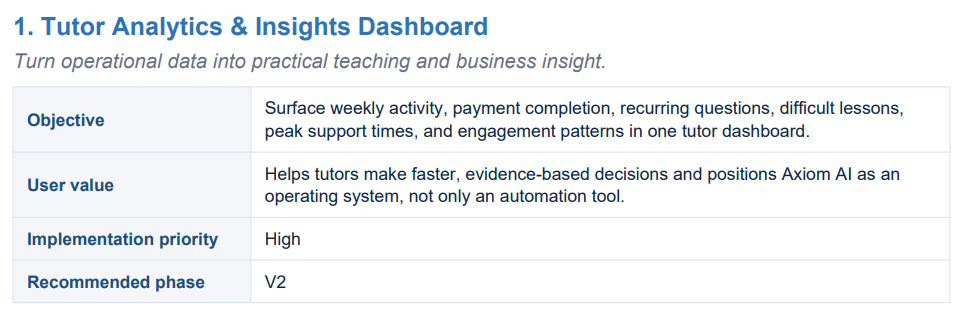 1. Tutor Analytics & Insights Dashboard
Turn operational data into practical teaching and business insight.
Objective
Surface weekly activity, payment completion, recurring questions, difficult lessons,
peak support times, and engagement patterns in one tutor dashboard.
User value
Helps tutors make faster, evidence-based decisions and positions Axiom AI as an
operating system, not only an automation tool.
Implementation priority
High
Recommended phase
V2